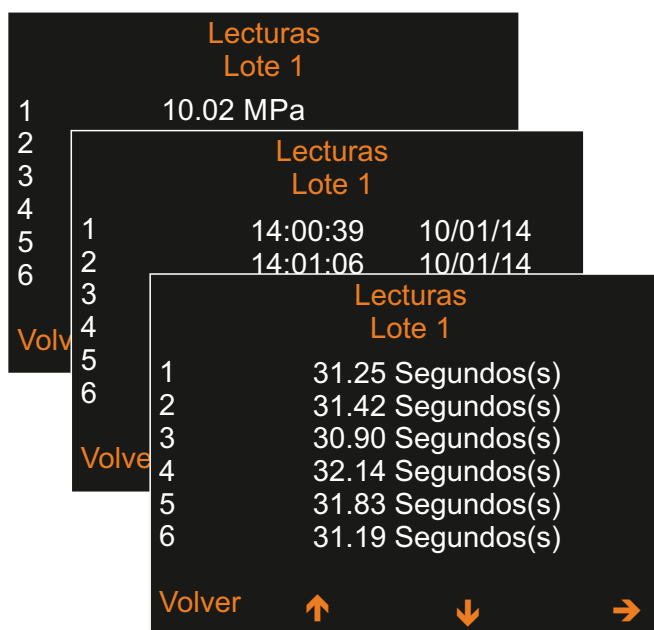 Lecturas
Lote 1
1 10.02 MPa
2
3
4
5
6
Volv
Lecturas
Lote 1
1 14:00:39 10/01/14
2 14:01:06 10/01/14
3
4
5
6
Volve
Lecturas
Lote 1
1 31.25 Segundos(s)
2 31.42 Segundos(s)
3 30.90 Segundos(s)
4 32.14 Segundos(s)
5 31.83 Segundos(s)
6 31.19 Segundos(s)
Volver